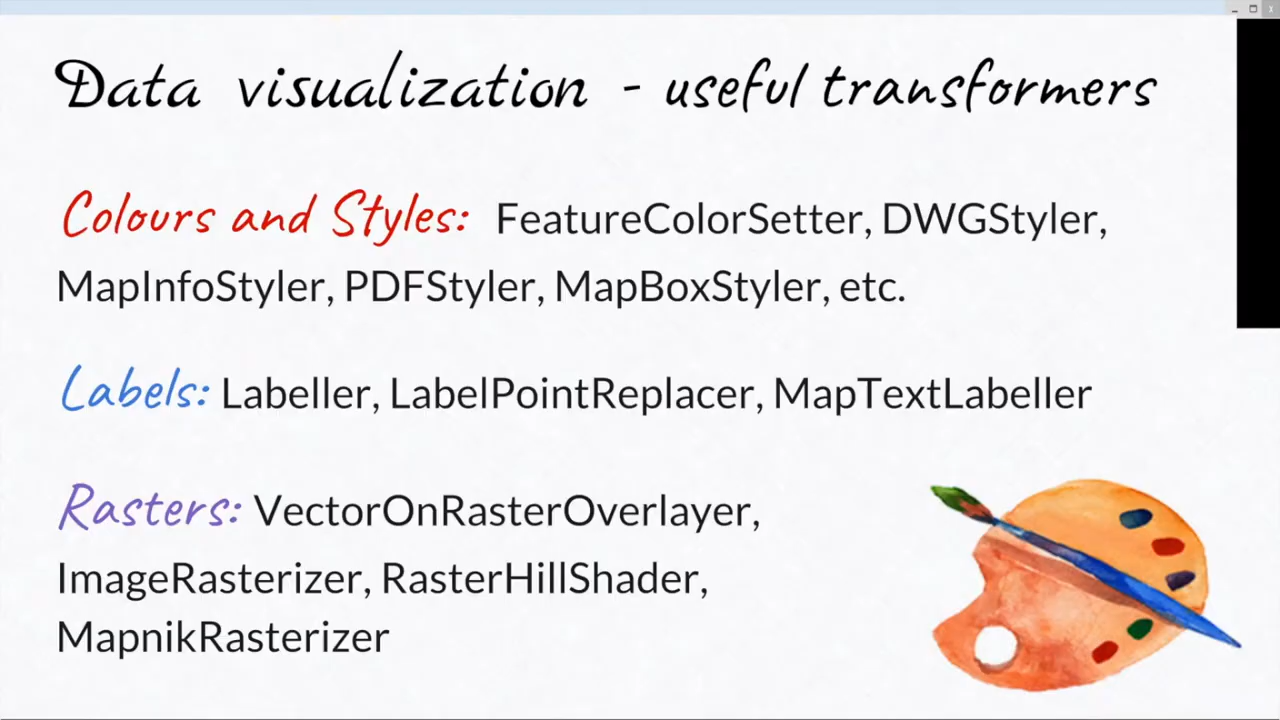 Data visualization - useful transformers
Colours and Styles: FeatureColorSetter, DWGStyler,
MapInfoStyler, PDFStyler, MapBoxStyler, etc.
Labels: Labeller, LabelPointReplacer, MapTextLabeller
Rasters: VectorOnRasterOverlayer,
ImageRasterizer, RasterHillShader,
MapnikRasterizer